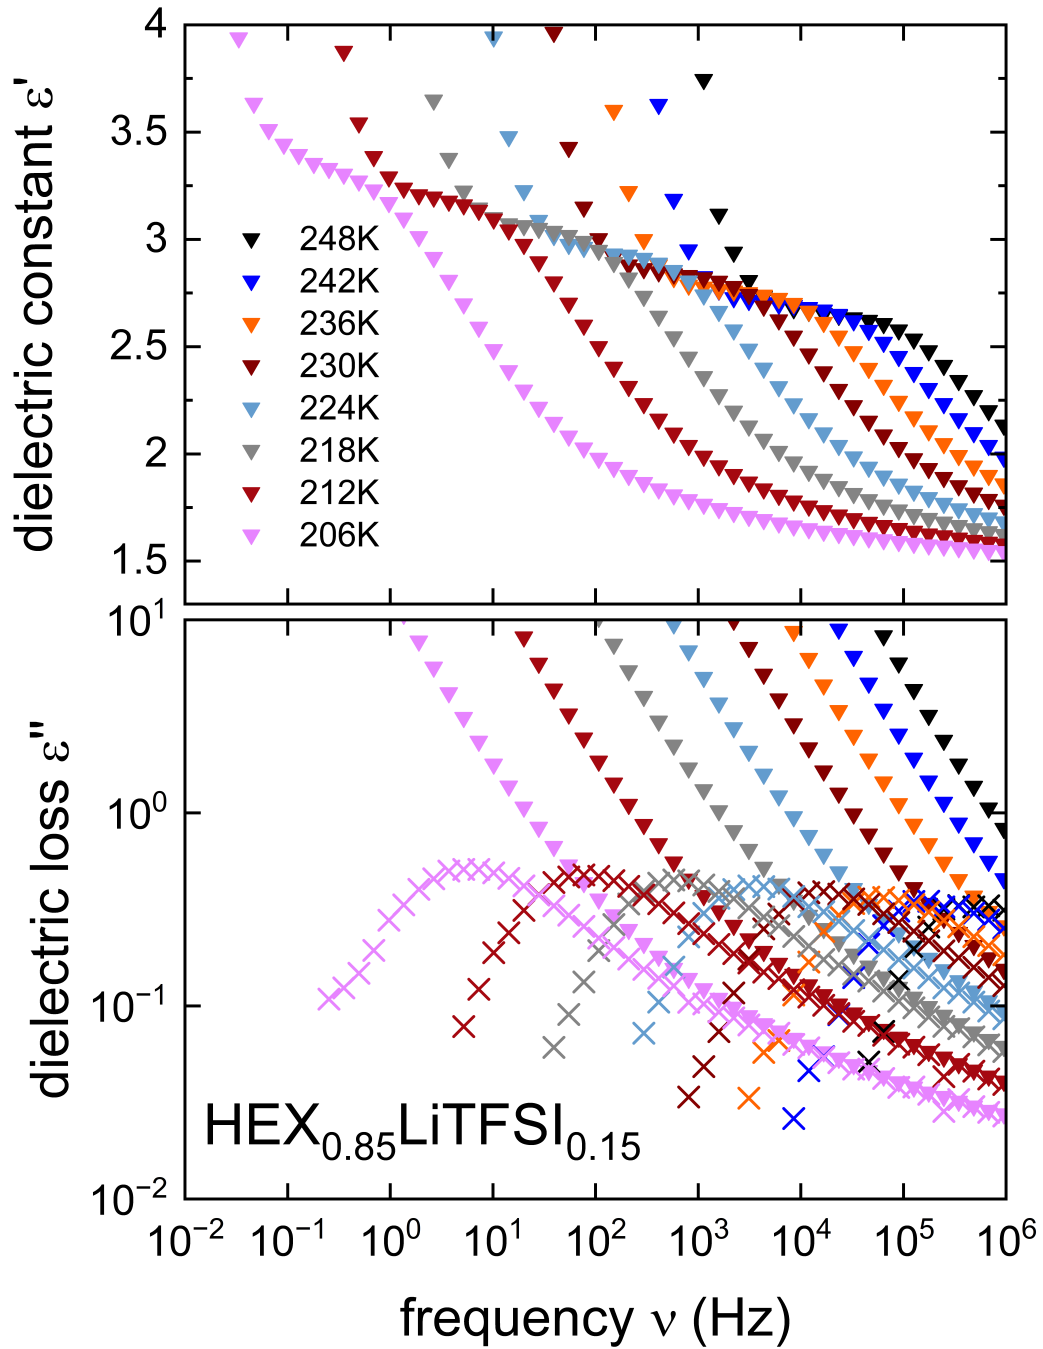 dielectric constant ε'
4
3.5
3
2.5
2
1.5
248K
242K
236K
230K
224K
218K
212K
206K
dielectric loss ε"
10¹
10⁰
10⁻¹
10⁻²
HEX₀.₈₅LiTFSI₀.₁₅
10⁻² 10⁻¹ 10⁰ 10¹ 10² 10³ 10⁴ 10⁵ 10⁶
frequency ν (Hz)